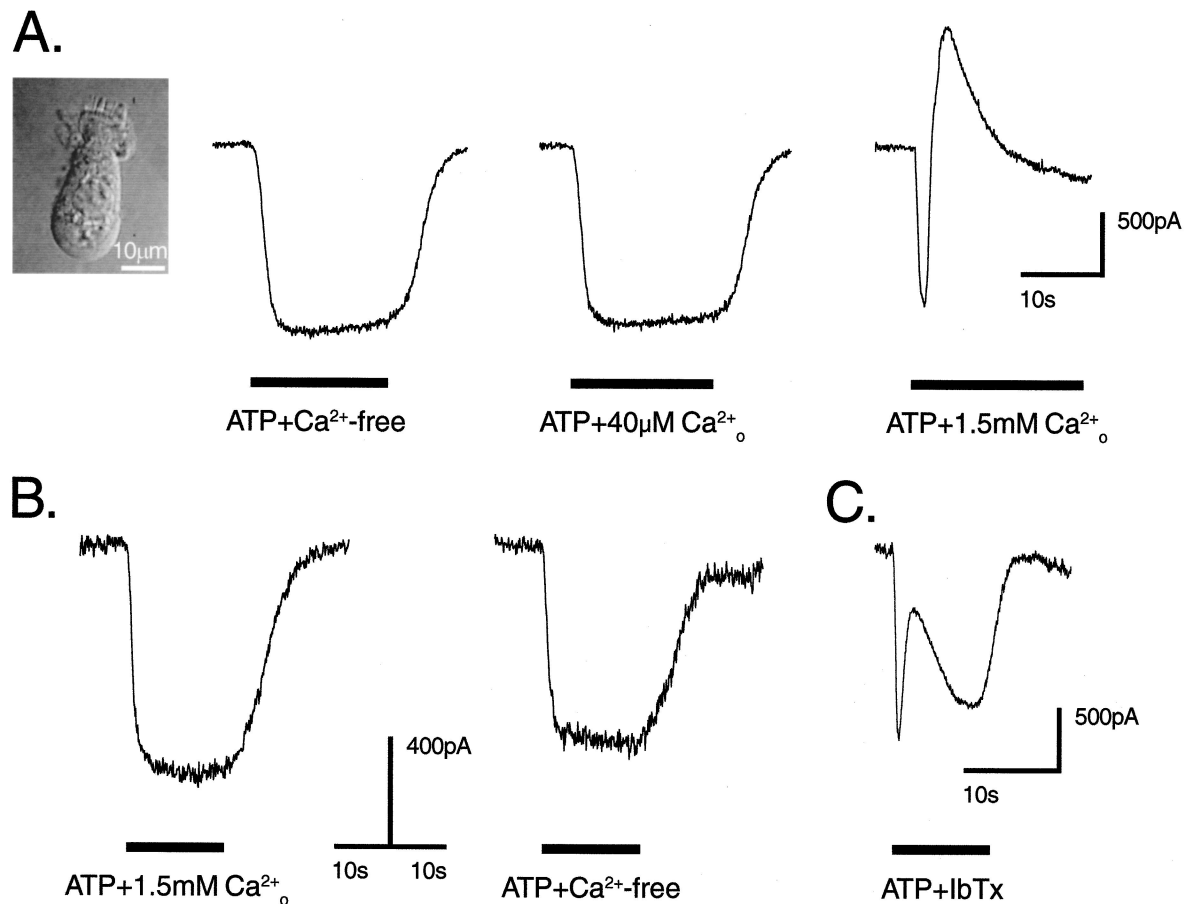 A.
10µm
500pA
10s
ATP+Ca²⁺-free
ATP+40µM Ca²⁺ₒ
ATP+1.5mM Ca²⁺ₒ
B.
C.
400pA
10s 10s
500pA
10s
ATP+1.5mM Ca²⁺ₒ
ATP+Ca²⁺-free
ATP+IbTx